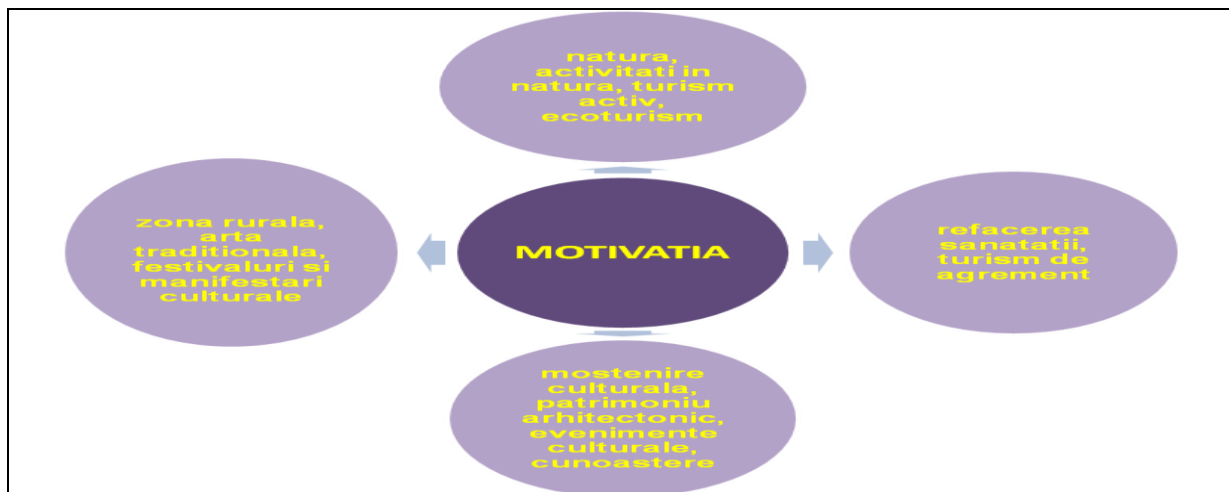 natura,
activitati in
natura, turism
activ,
ecoturism
zona rurala,
arta
traditionala,
festivaluri si
manifestari
culturale
MOTIVATIA
refacerea
sanatatii,
turism de
agrement
mostenire
culturala,
patrimoniu
arhitectonic,
evenimente
culturale,
cunoastere